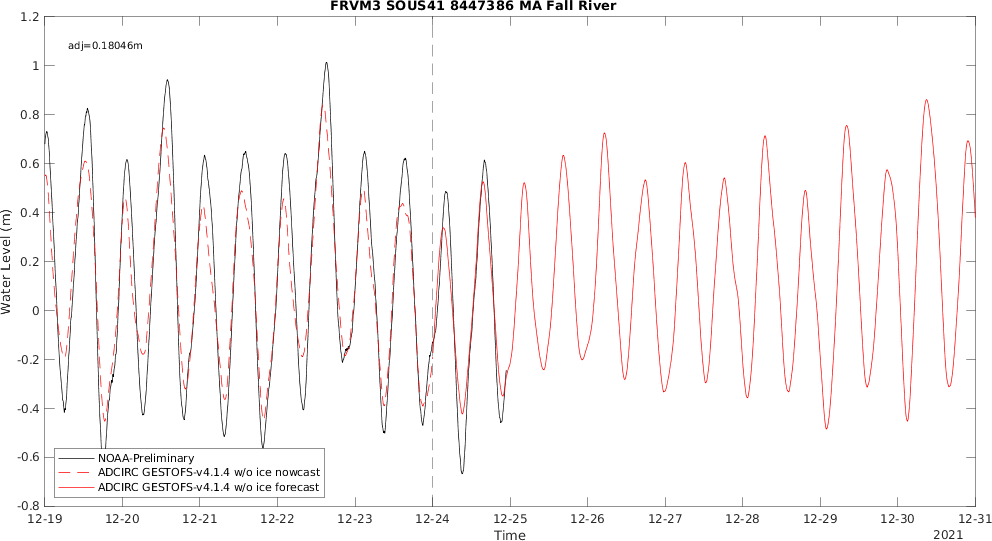 FRVM3 SOUS41 8447386 MA Fall River
1.2
adj=0.18046m
1
0.8
0.6
0.4
0.2
0
-0.2
-0.4
-0.6
-0.8
Water Level (m)
NOAA-Preliminary
ADCIRC GESTOFS-v4.1.4 w/o ice nowcast
ADCIRC GESTOFS-v4.1.4 w/o ice forecast
12-19 12-20 12-21 12-22 12-23 12-24 12-25 12-26 12-27 12-28 12-29 12-30 12-31
Time
2021